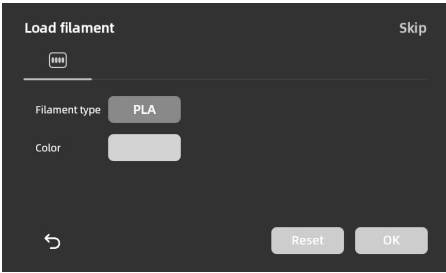 Load filament
Skip
Filament type
PLA
Color
Reset
OK